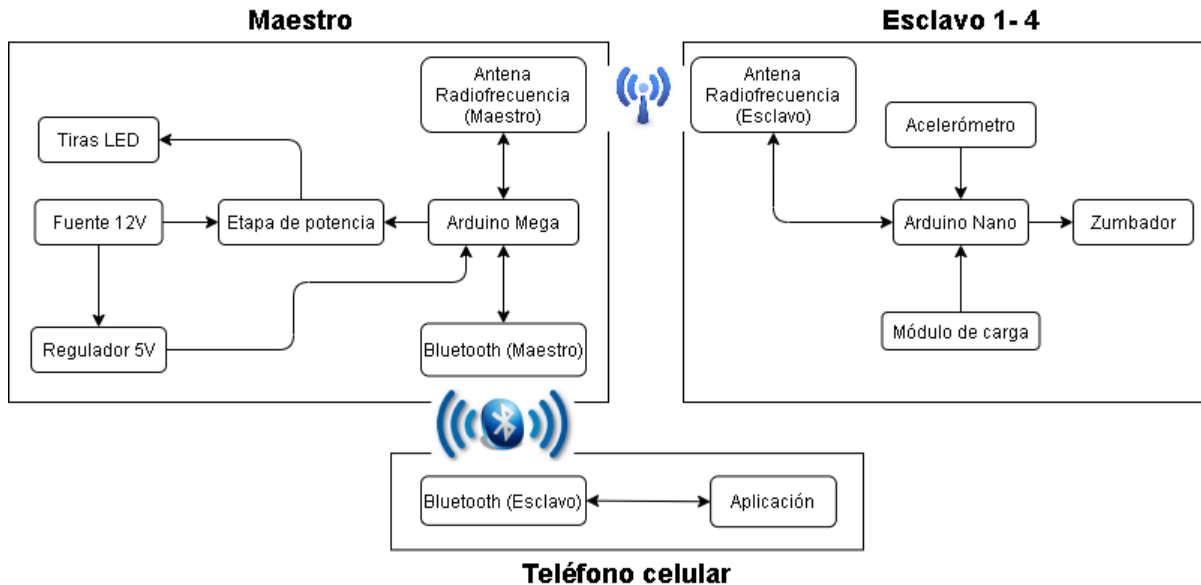 Maestro
Esclavo 1- 4
Antena
Radiofrecuencia
(Maestro)
Tiras LED
Fuente 12V
Etapa de potencia
Arduino Mega
Regulador 5V
Bluetooth (Maestro)
Antena
Radiofrecuencia
(Esclavo)
Acelerómetro
Arduino Nano
Zumbador
Módulo de carga
Bluetooth (Esclavo)
Aplicación
Teléfono celular